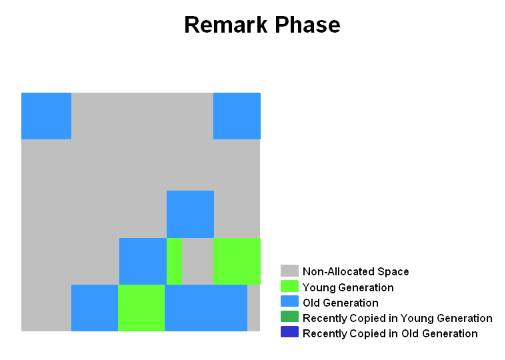 Remark Phase
Non-Allocated Space
Young Generation
Old Generation
Recently Copied in Young Generation
Recently Copied in Old Generation